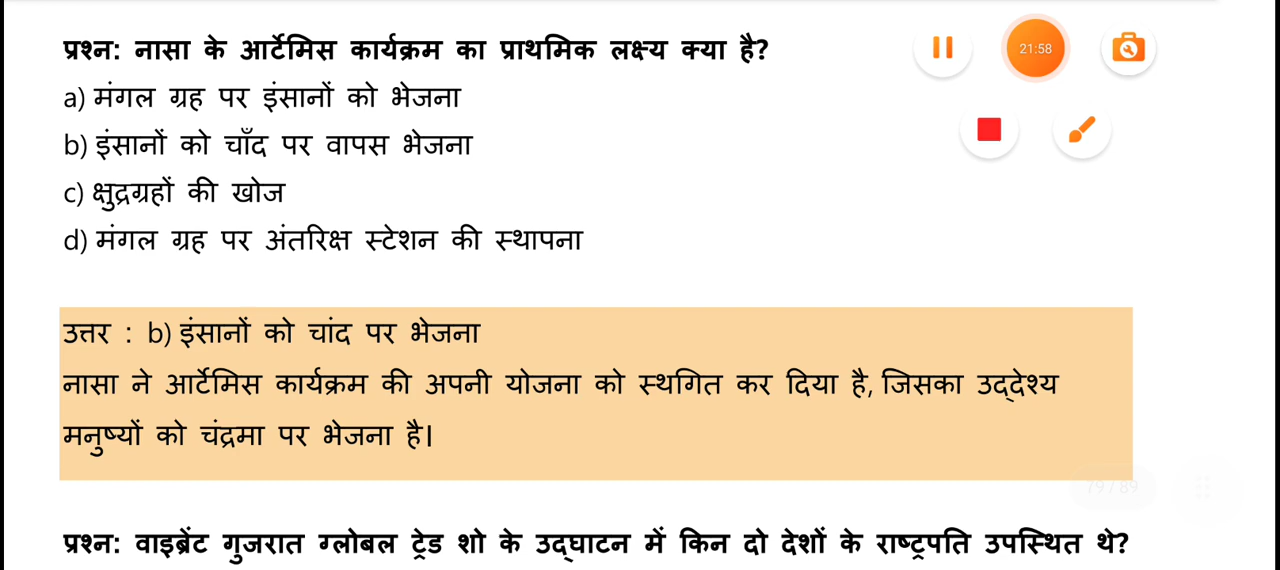 प्रश्न: नासा के आर्टेमिस कार्यक्रम का प्राथमिक लक्ष्य क्या है?
21:58
a) मंगल ग्रह पर इंसानों को भेजना
b) इंसानों को चाँद पर वापस भेजना
c) क्षुद्रग्रहों की खोज
d) मंगल ग्रह पर अंतरिक्ष स्टेशन की स्थापना
उत्तर : b) इंसानों को चांद पर भेजना
नासा ने आर्टेमिस कार्यक्रम की अपनी योजना को स्थगित कर दिया है, जिसका उद्देश्य
मनुष्यों को चंद्रमा पर भेजना है।
79/89
प्रश्न: वाइब्रेंट गुजरात ग्लोबल ट्रेड शो के उद्घाटन में किन दो देशों के राष्ट्रपति उपस्थित थे?